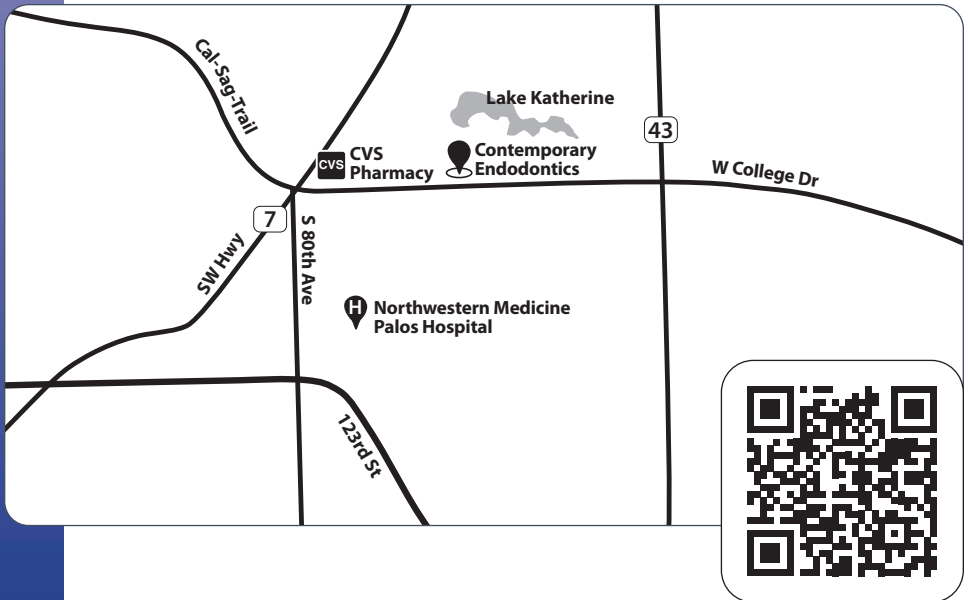 Cal-Sag-Trail
Lake Katherine
43
CVS
CVS
Pharmacy
Contemporary
Endodontics
W College Dr
7
S 80th Ave
SW Hwy
H
Northwestern Medicine
Palos Hospital
123rd St